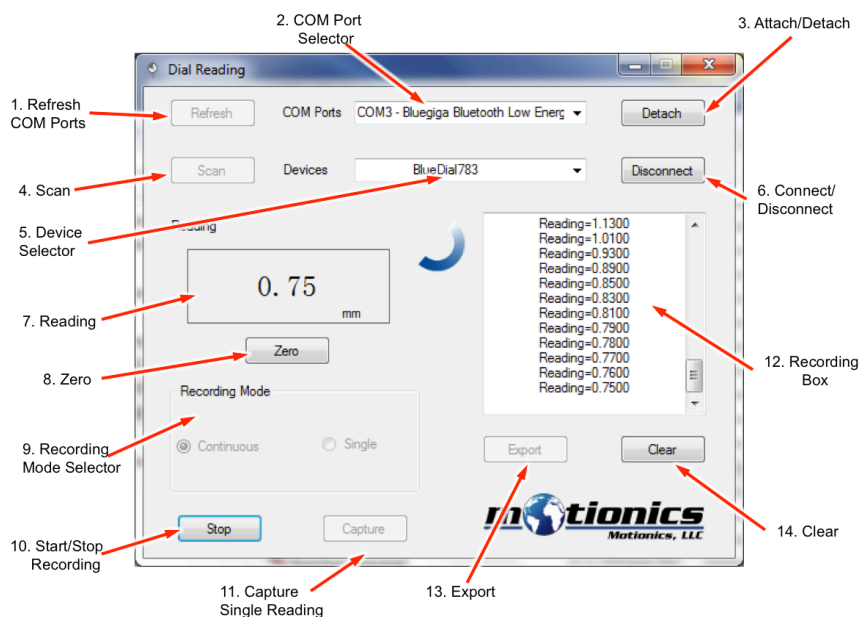 2. COM Port
Selector
3. Attach/Detach
Dial Reading
1. Refresh
COM Ports
Refresh
COM Ports
COM3 - Bluegiga Bluetooth Low Energ
Detach
4. Scan
Scan
Devices
BlueDial783
Disconnect
6. Connect/
Disconnect
5. Device
Selector
Reading
Reading=1.1300
Reading=1.0100
Reading=0.9300
Reading=0.8900
Reading=0.8500
Reading=0.8300
Reading=0.8100
Reading=0.7900
Reading=0.7800
Reading=0.7700
Reading=0.7600
Reading=0.7500
0.75
mm
7. Reading
Zero
8. Zero
12. Recording
Box
Recording Mode
Continuous
Single
9. Recording
Mode Selector
Export
Clear
Stop
Capture
motionics
Motionics, LLC
10. Start/Stop
Recording
14. Clear
11. Capture
Single Reading
13. Export